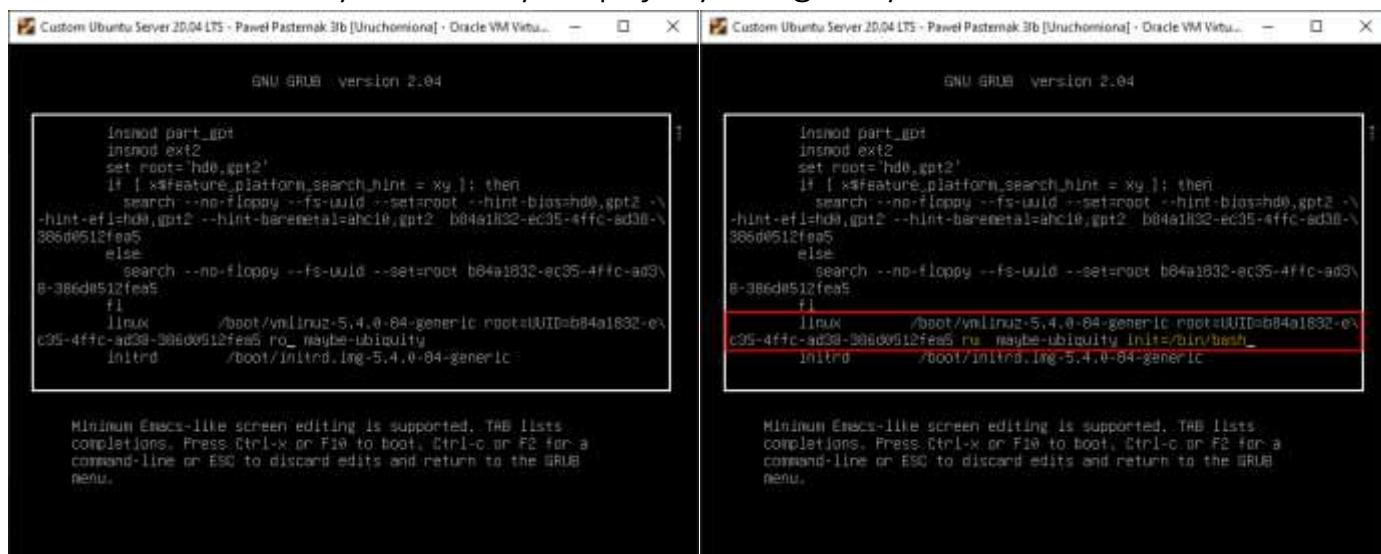 Custom Ubuntu Server 20.04 LTS - Paweł Pasternak 3Ib [Uruchomiona] - Oracle VM Virtu...
GNU GRUB version 2.04
insmod part_gpt
insmod ext2
set root='hd0,gpt2'
if [ x$feature_platform_search_hint = xy ]; then
search --no-floppy --fs-uuid --set=root --hint-bios=hd0,gpt2 -\
-hint-efi=hd0,gpt2 --hint-baremetal=ahci0,gpt2 b84a1832-ec35-4ffc-ad38-\
386d0512fea5
else
search --no-floppy --fs-uuid --set=root b84a1832-ec35-4ffc-ad3\
8-386d0512fea5
fi
linux /boot/vmlinuz-5.4.0-84-generic root=UUID=b84a1832-e\
c35-4ffc-ad38-386d0512fea5 ro_ maybe-ubiquity
initrd /boot/initrd.img-5.4.0-84-generic
Minimum Emacs-like screen editing is supported. TAB lists
completions. Press Ctrl-x or F10 to boot, Ctrl-c or F2 for a
command-line or ESC to discard edits and return to the GRUB
menu.
Custom Ubuntu Server 20.04 LTS - Paweł Pasternak 3Ib [Uruchomiona] - Oracle VM Virtu...
GNU GRUB version 2.04
insmod part_gpt
insmod ext2
set root='hd0,gpt2'
if [ x$feature_platform_search_hint = xy ]; then
search --no-floppy --fs-uuid --set=root --hint-bios=hd0,gpt2 -\
-hint-efi=hd0,gpt2 --hint-baremetal=ahci0,gpt2 b84a1832-ec35-4ffc-ad38-\
386d0512fea5
else
search --no-floppy --fs-uuid --set=root b84a1832-ec35-4ffc-ad3\
8-386d0512fea5
fi
linux /boot/vmlinuz-5.4.0-84-generic root=UUID=b84a1832-e\
c35-4ffc-ad38-386d0512fea5 rw maybe-ubiquity init=/bin/bash_
initrd /boot/initrd.img-5.4.0-84-generic
Minimum Emacs-like screen editing is supported. TAB lists
completions. Press Ctrl-x or F10 to boot, Ctrl-c or F2 for a
command-line or ESC to discard edits and return to the GRUB
menu.